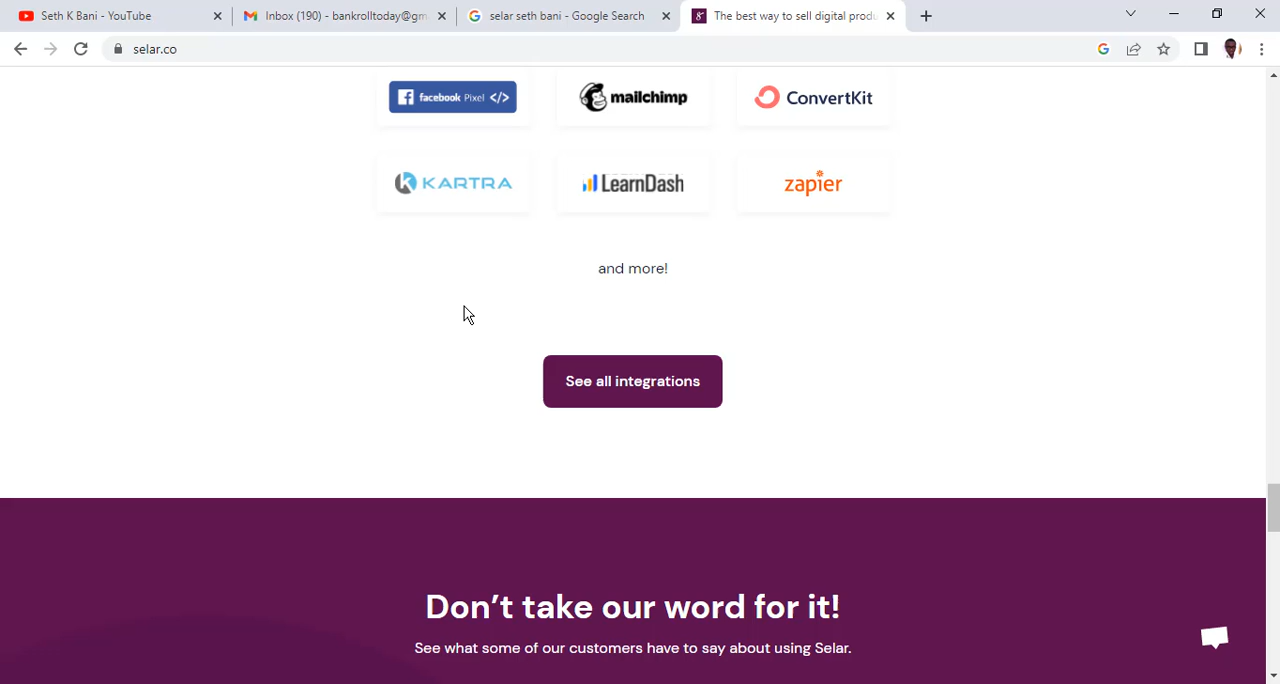 Seth K Bani - YouTube
Inbox (190) - bankrolltoday@gm
selar seth bani - Google Search
The best way to sell digital produ
selar.co
facebook Pixel </>
mailchimp
ConvertKit
KARTRA
LearnDash
zapier
and more!
See all integrations
Don’t take our word for it!
See what some of our customers have to say about using Selar.